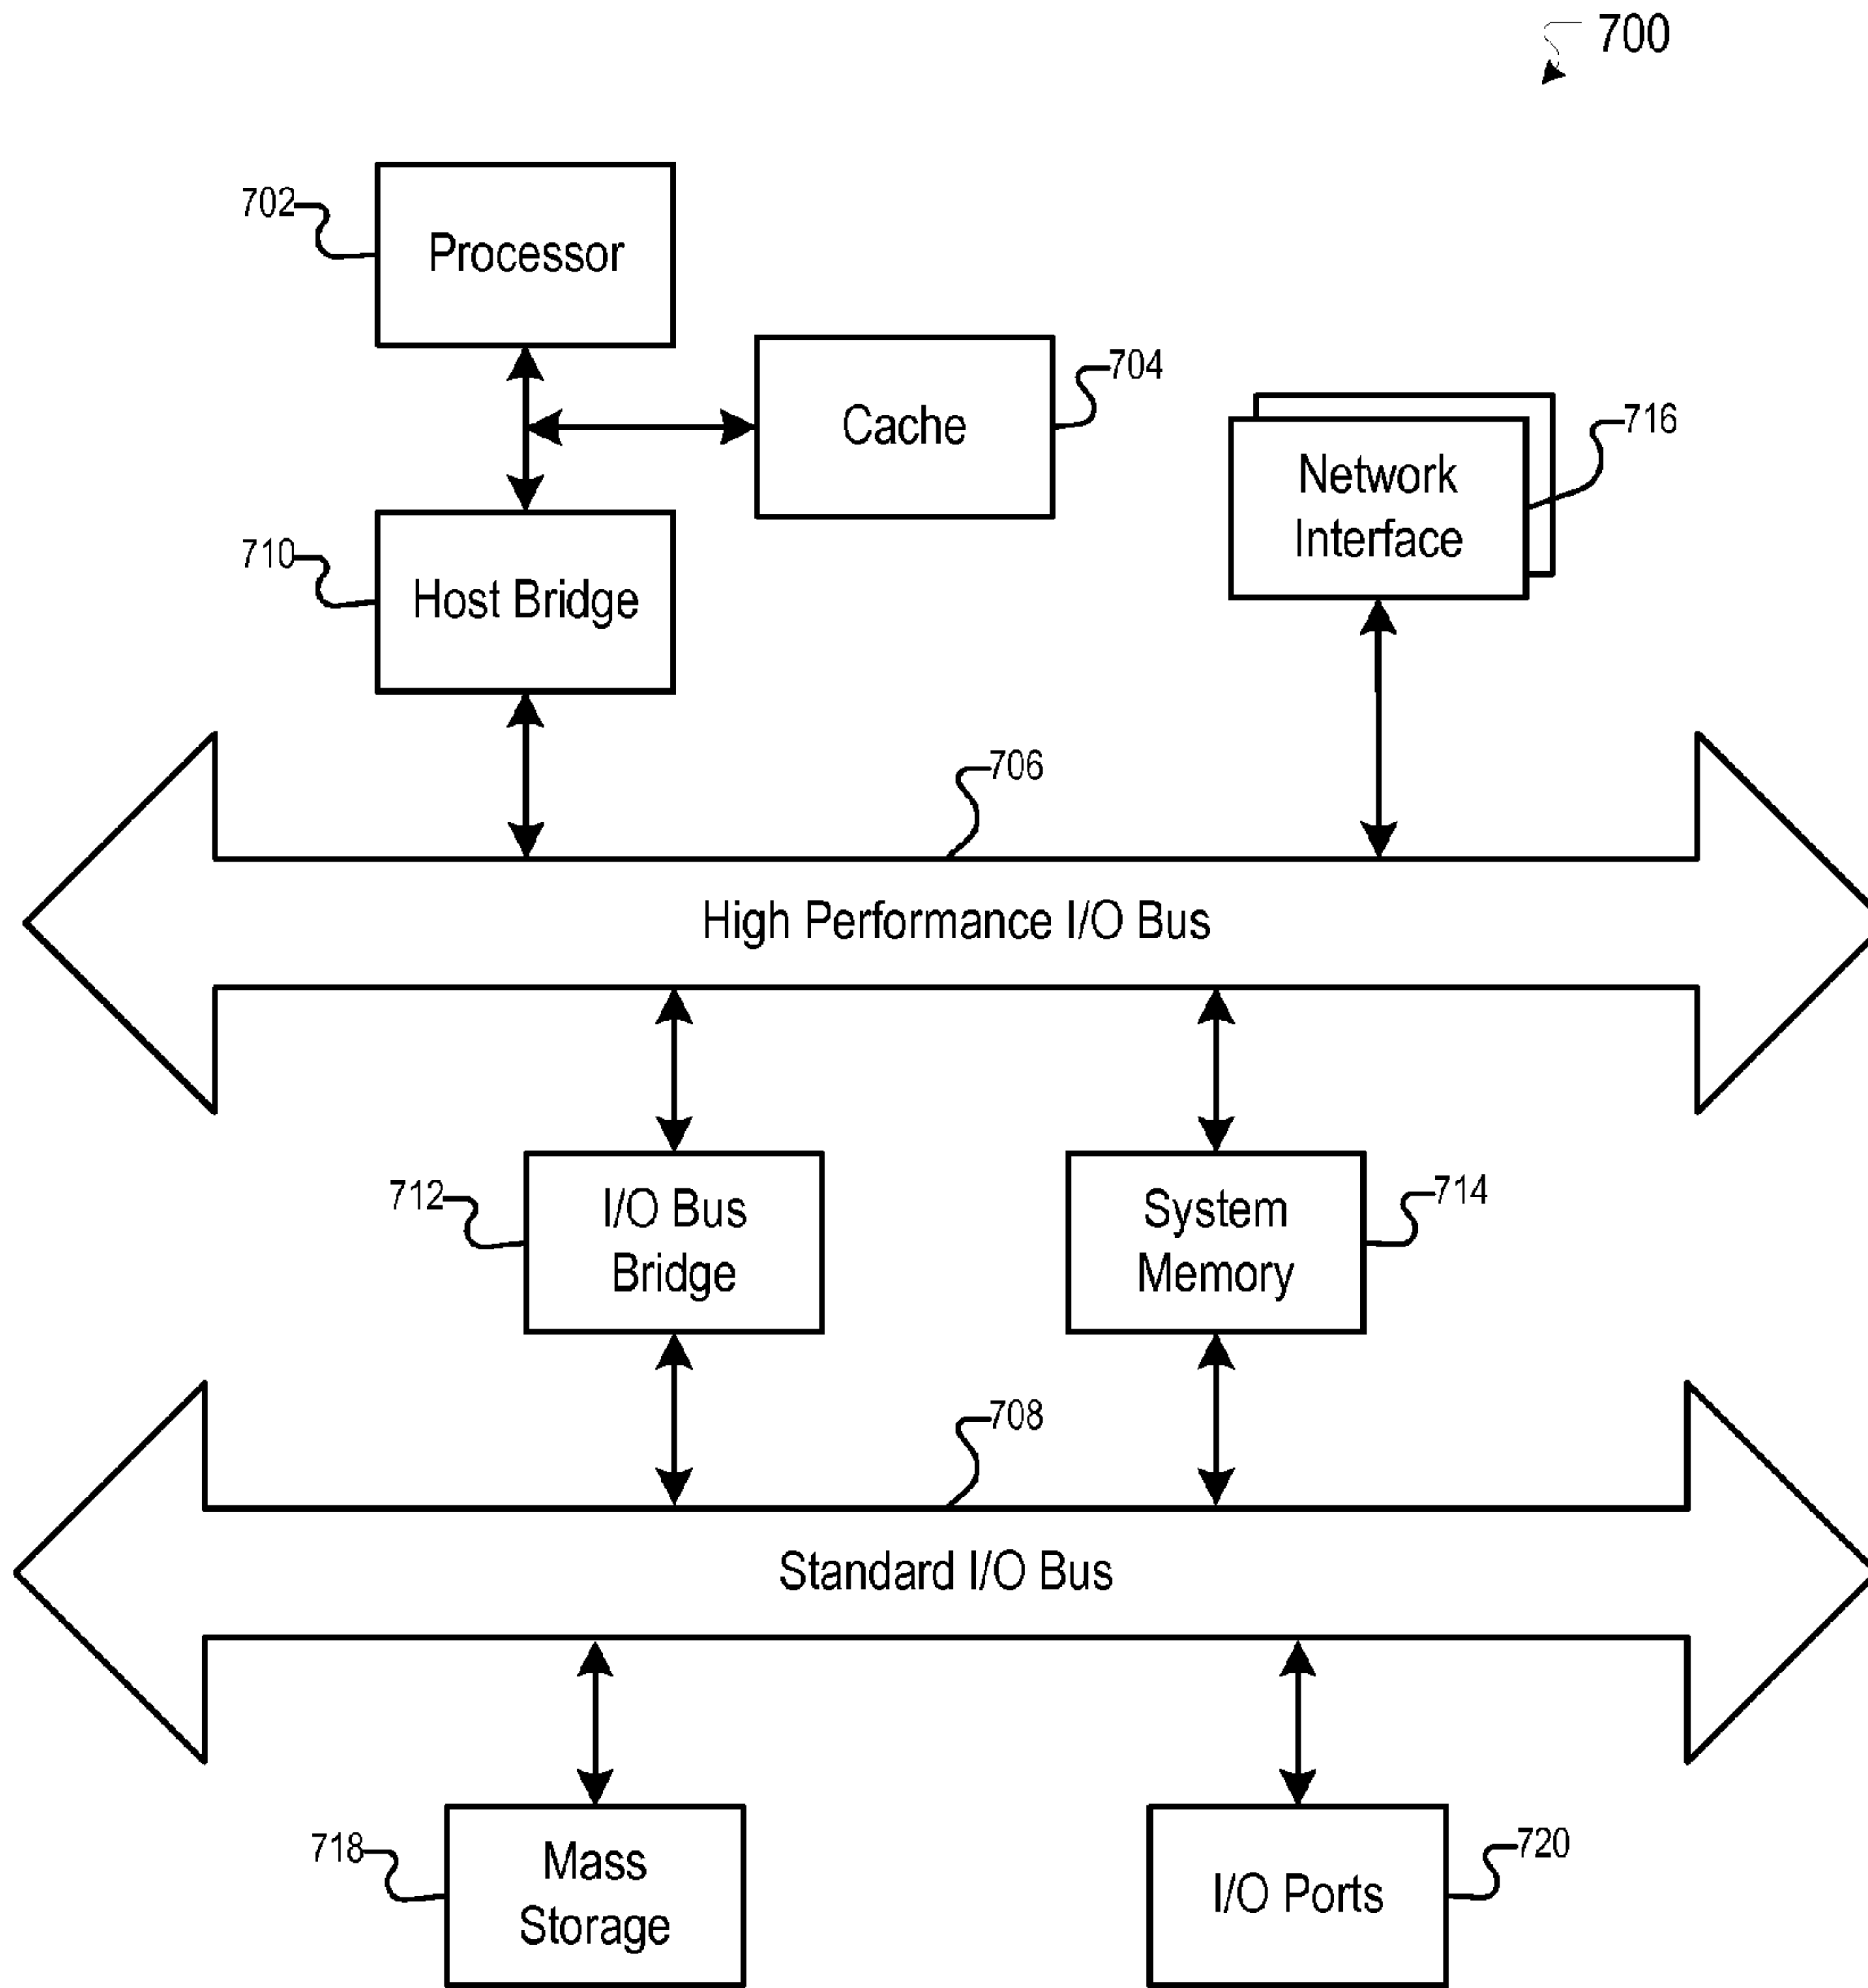 700
702
Processor
704
Cache
716
Network
Interface
710
Host Bridge
706
High Performance I/O Bus
712
I/O Bus
Bridge
System
Memory
714
708
Standard I/O Bus
718
Mass
Storage
I/O Ports
720